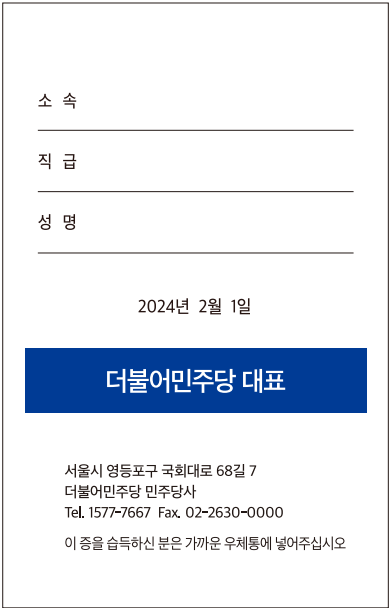 소 속
직 급
성 명
2024년 2월 1일
더불어민주당 대표
서울시 영등포구 국회대로 68길 7
더불어민주당 민주당사
Tel. 1577-7667 Fax. 02-2630-0000
이 증을 습득하신 분은 가까운 우체통에 넣어주십시오